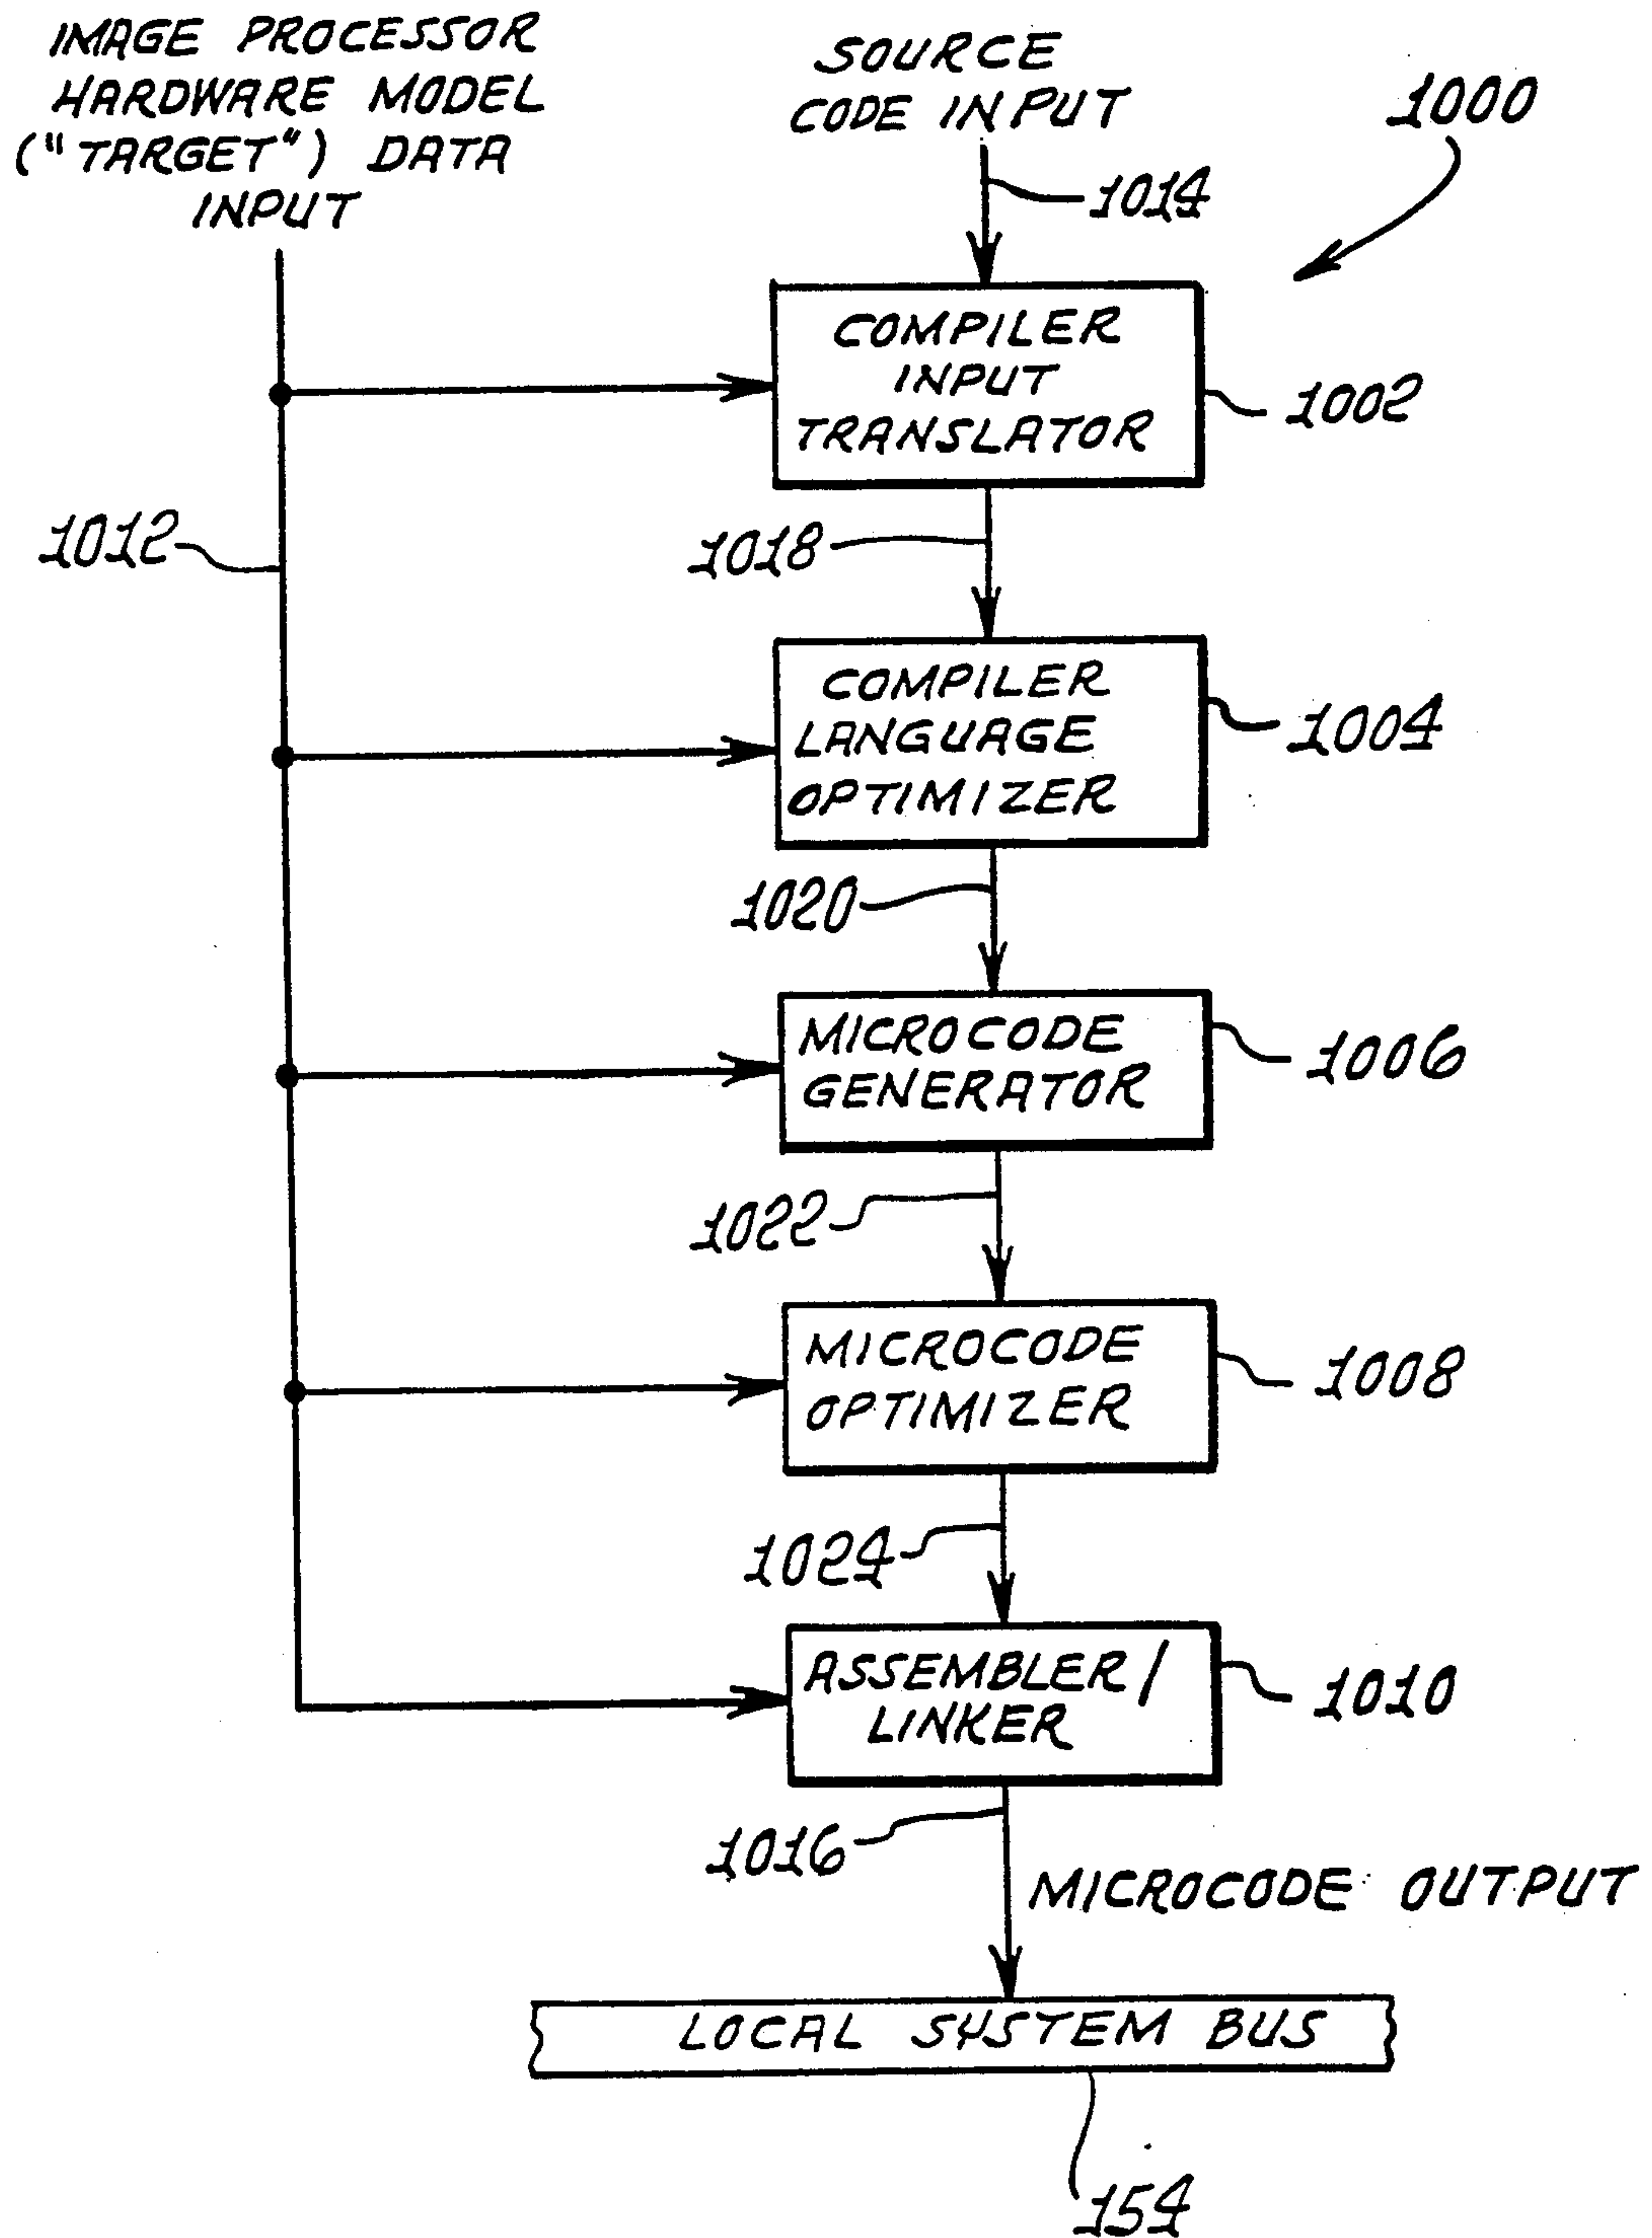 IMAGE PROCESSOR
HARDWARE MODEL
("TARGET") DATA
INPUT
SOURCE
CODE INPUT
1000
1014
COMPILER
INPUT
TRANSLATOR
1002
1012
1018
COMPILER
LANGUAGE
OPTIMIZER
1004
1020
MICROCODE
GENERATOR
1006
1022
MICROCODE
OPTIMIZER
1008
1024
ASSEMBLER/
LINKER
1010
1016
MICROCODE OUTPUT
LOCAL SYSTEM BUS
154